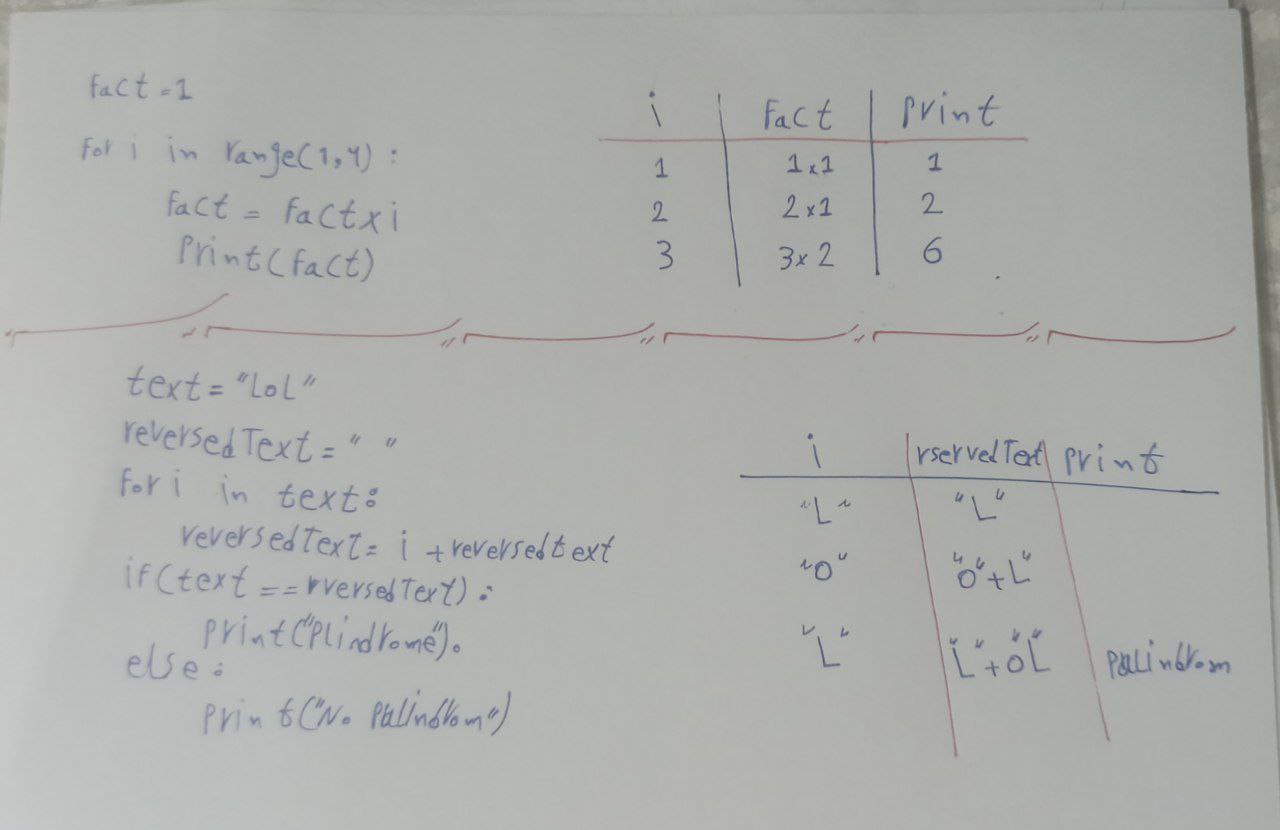 fact = 1
for i in range(1,4) :
fact = fact x i
Print(fact)
i fact print
1 1x1 1
2 2x1 2
3 3x2 6
text = "LoL"
reversedText = " "
for i in text:
reversedText = i + reversedtext
if(text == rversedText) :
print("Plindrome").
else :
print("No Palindrom")
i rservedText print
"L" "L"
"O" "O"+L"
"L" "L"+"OL" Palindrom